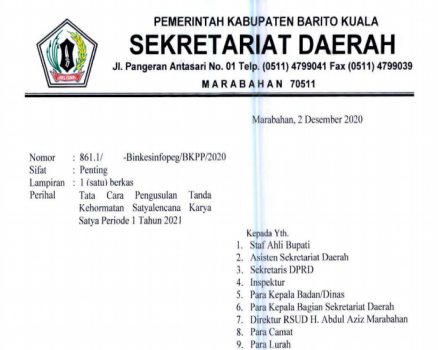 PEMERINTAH KABUPATEN BARITO KUALA
SEKRETARIAT DAERAH
Jl. Pangeran Antasari No. 01 Telp. (0511) 4799041 Fax (0511) 4799039
MARABAHAN 70511
Marabahan, 2 Desember 2020
Nomor : 861.1/ -Binkesinfopeg/BKPP/2020
Sifat : Penting
Lampiran : 1 (satu) berkas
Perihal Tata Cara Pengusulan Tanda
Kehormatan Satyalencana Karya
Satya Periode 1 Tahun 2021
Kepada Yth.
1. Staf Ahli Bupati
2. Asisten Sekretariat Daerah
3. Sekretaris DPRD
4. Inspektur
5. Para Kepala Badan/Dinas
6. Para Kepala Bagian Sekretariat Daerah
7. Direktur RSUD H. Abdul Aziz Marabahan
8. Para Camat
9. Para Lurah